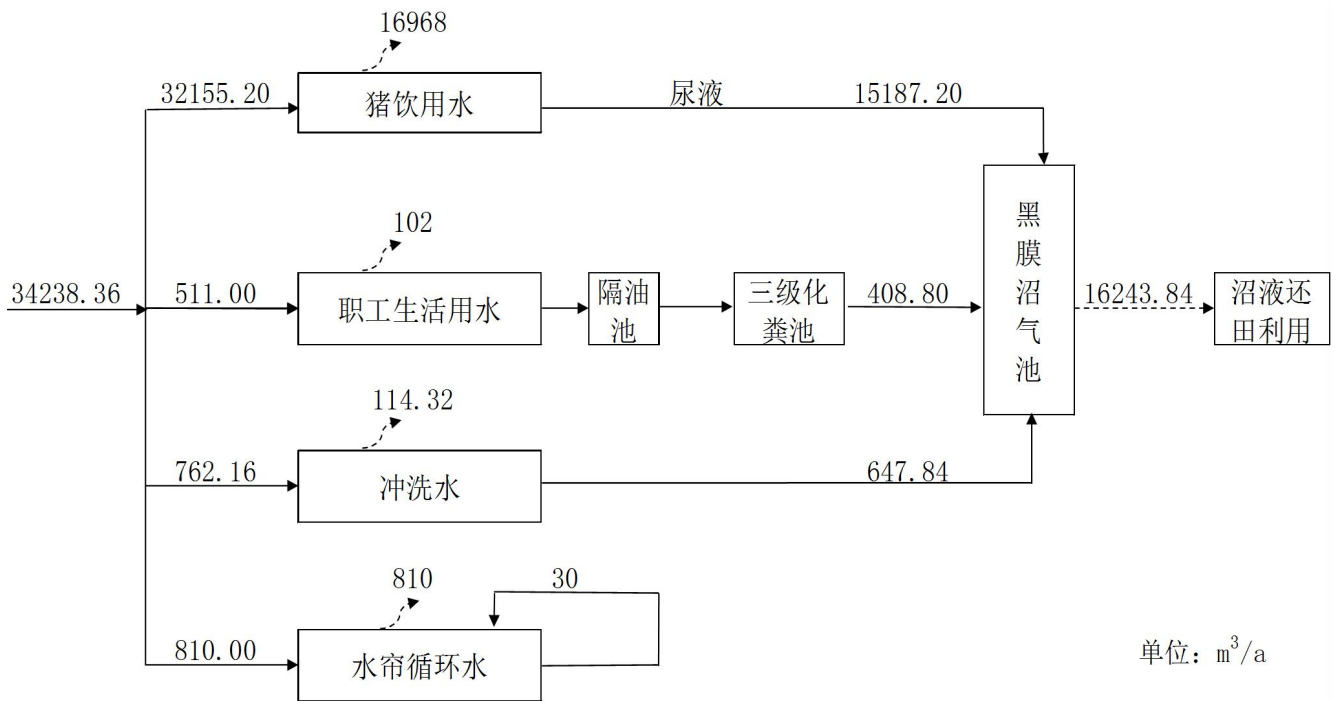 16968
32155.20
猪饮用水
尿液
15187.20
黑膜沼气池
102
34238.36
511.00
职工生活用水
隔油
池
三级化
粪池
408.80
16243.84
沼液还
田利用
114.32
762.16
冲洗水
647.84
810
30
810.00
水帘循环水
单位：m³/a